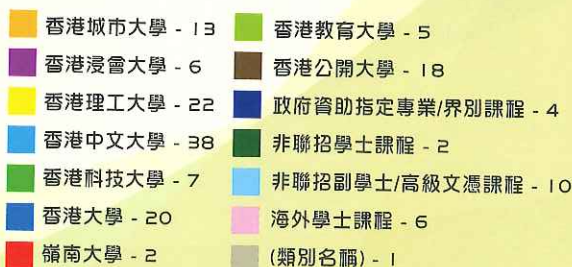 香港城市大學 - 13
香港浸會大學 - 6
香港理工大學 - 22
香港中文大學 - 38
香港科技大學 - 7
香港大學 - 20
嶺南大學 - 2
香港教育大學 - 5
香港公開大學 - 18
政府資助指定專業/界別課程 - 4
非聯招學士課程 - 2
非聯招副學士/高級文憑課程 - 10
海外學士課程 - 6
(類別名稱) - 1